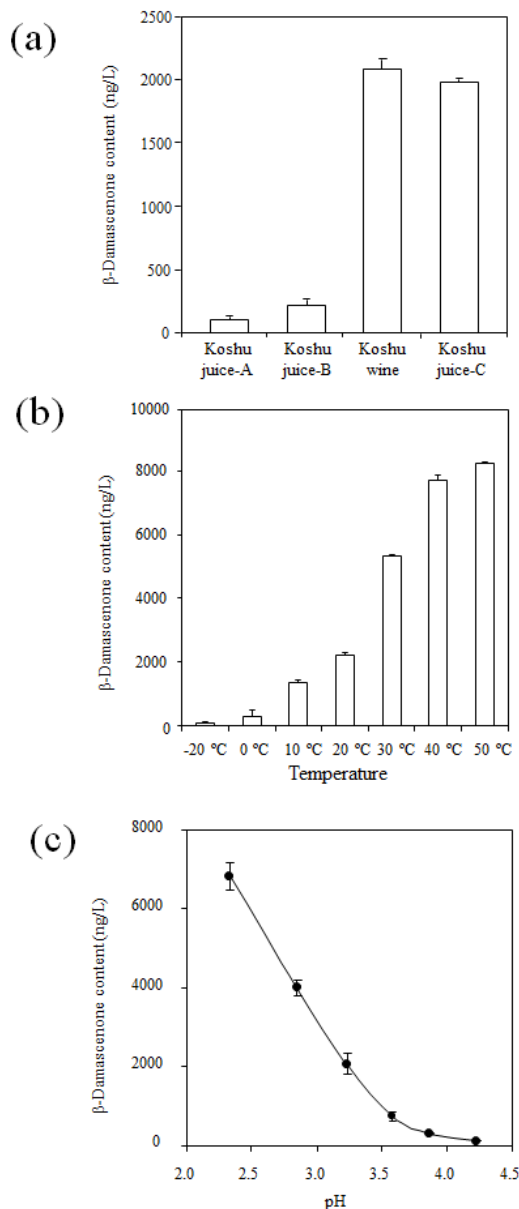 (a)
β-Damascenone content (ng/L)
2500
2000
1500
1000
500
0
Koshu juice-A
Koshu juice-B
Koshu wine
Koshu juice-C
(b)
β-Damascenone content (ng/L)
10000
8000
6000
4000
2000
0
-20 ℃ 0 ℃ 10 ℃ 20 ℃ 30 ℃ 40 ℃ 50 ℃
Temperature
(c)
β-Damascenone content (ng/L)
8000
6000
4000
2000
0
2.0 2.5 3.0 3.5 4.0 4.5
pH